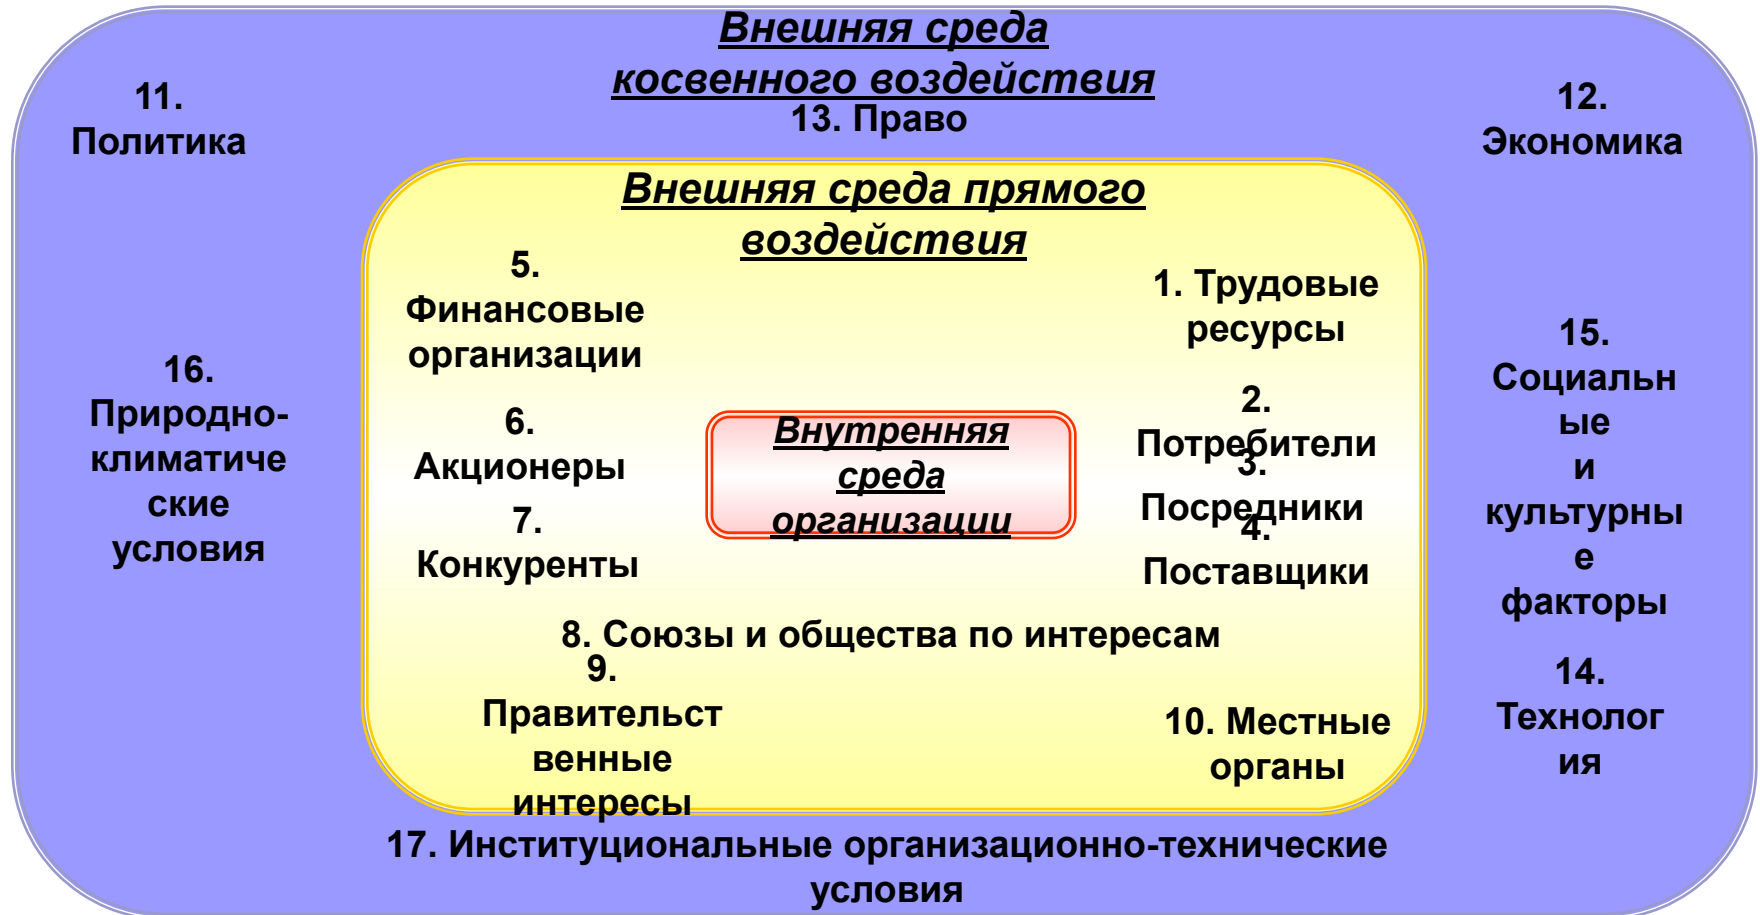 Внешняя среда
косвенного воздействия
11.
Политика
13. Право
12.
Экономика
Внешняя среда прямого
воздействия
5.
Финансовые
организации
1. Трудовые
ресурсы
16.
Природно-
климатиче
ские
условия
6.
Акционеры
7.
Конкуренты
Внутренняя
среда
организации
2.
Потребители
3.
Посредники
4.
Поставщики
15.
Социальн
ые
и
культурны
е
факторы
8. Союзы и общества по интересам
9.
Правительст
венные
интересы
10. Местные
органы
14.
Технолог
ия
17. Институциональные организационно-технические
условия